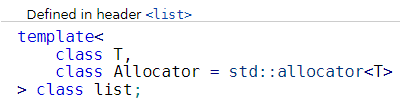 Defined in header <list>
template<
    class T,
    class Allocator = std::allocator<T>
> class list;